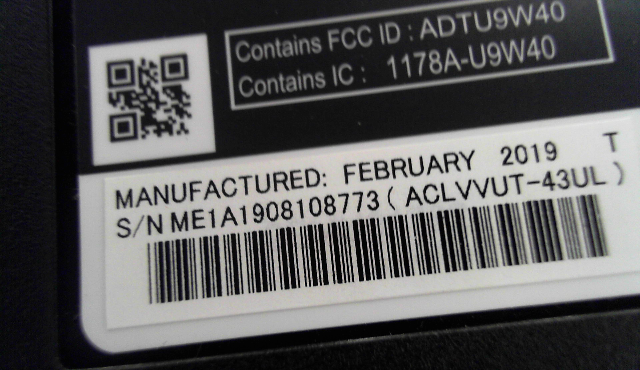 Contains FCC ID : ADTU9W40
Contains IC : 1178A-U9W40
MANUFACTURED: FEBRUARY 2019 T
S/N ME1A1908108773 ( ACLVVUT-43UL )